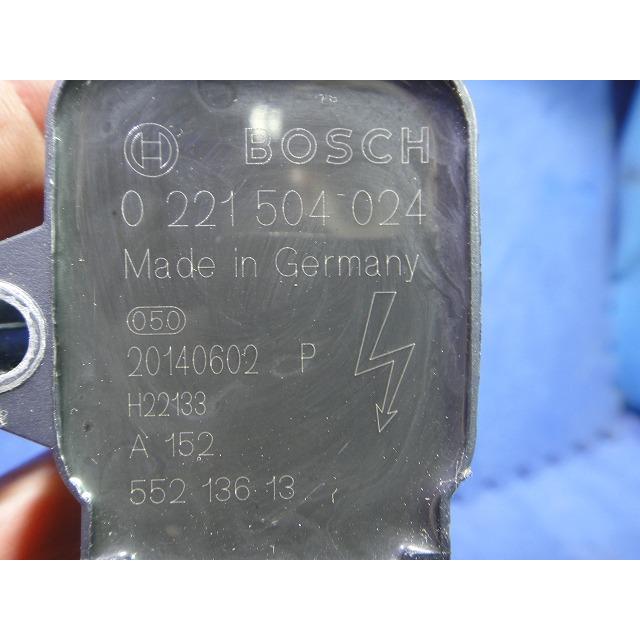 BOSCH
0 221 504 024
Made in Germany
050
20140602 P
H22133
A 152
552 136 13